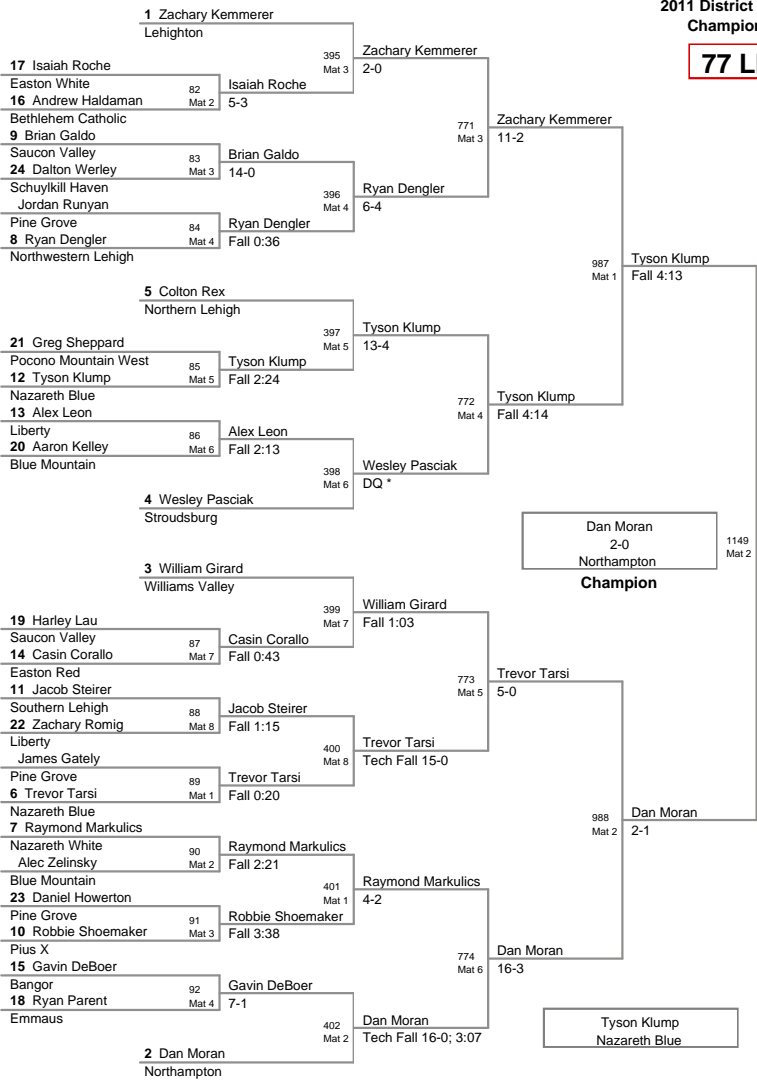 2011 District
Champion
77 L
1 Zachary Kemmerer
Lehighton
395
Mat 3
Zachary Kemmerer
2-0
17 Isaiah Roche
Easton White
82
Mat 2
Isaiah Roche
5-3
16 Andrew Haldaman
Bethlehem Catholic
771
Mat 3
Zachary Kemmerer
11-2
9 Brian Galdo
Saucon Valley
83
Mat 3
Brian Galdo
14-0
24 Dalton Werley
Schuylkill Haven
396
Mat 4
Ryan Dengler
6-4
Jordan Runyan
Pine Grove
84
Mat 4
Ryan Dengler
Fall 0:36
8 Ryan Dengler
Northwestern Lehigh
987
Mat 1
Tyson Klump
Fall 4:13
5 Colton Rex
Northern Lehigh
397
Mat 5
Tyson Klump
13-4
21 Greg Sheppard
Pocono Mountain West
85
Mat 5
Tyson Klump
Fall 2:24
12 Tyson Klump
Nazareth Blue
772
Mat 4
Tyson Klump
Fall 4:14
13 Alex Leon
Liberty
86
Mat 6
Alex Leon
Fall 2:13
20 Aaron Kelley
Blue Mountain
398
Mat 6
Wesley Pasciak
DQ *
4 Wesley Pasciak
Stroudsburg
Dan Moran
2-0
Northampton
Champion
1149
Mat 2
3 William Girard
Williams Valley
399
Mat 7
William Girard
Fall 1:03
19 Harley Lau
Saucon Valley
87
Mat 7
Casin Corallo
Fall 0:43
14 Casin Corallo
Easton Red
773
Mat 5
Trevor Tarsi
5-0
11 Jacob Steirer
Southern Lehigh
88
Mat 8
Jacob Steirer
Fall 1:15
22 Zachary Romig
Liberty
400
Mat 8
Trevor Tarsi
Tech Fall 15-0
James Gately
Pine Grove
89
Mat 1
Trevor Tarsi
Fall 0:20
6 Trevor Tarsi
Nazareth Blue
988
Mat 2
Dan Moran
2-1
7 Raymond Markulics
Nazareth White
90
Mat 2
Raymond Markulics
Fall 2:21
Alec Zelinsky
Blue Mountain
401
Mat 1
Raymond Markulics
4-2
23 Daniel Howerton
Pine Grove
91
Mat 3
Robbie Shoemaker
Fall 3:38
10 Robbie Shoemaker
Pius X
774
Mat 6
Dan Moran
16-3
15 Gavin DeBoer
Bangor
92
Mat 4
Gavin DeBoer
7-1
18 Ryan Parent
Emmaus
402
Mat 2
Dan Moran
Tech Fall 16-0; 3:07
2 Dan Moran
Northampton
Tyson Klump
Nazareth Blue